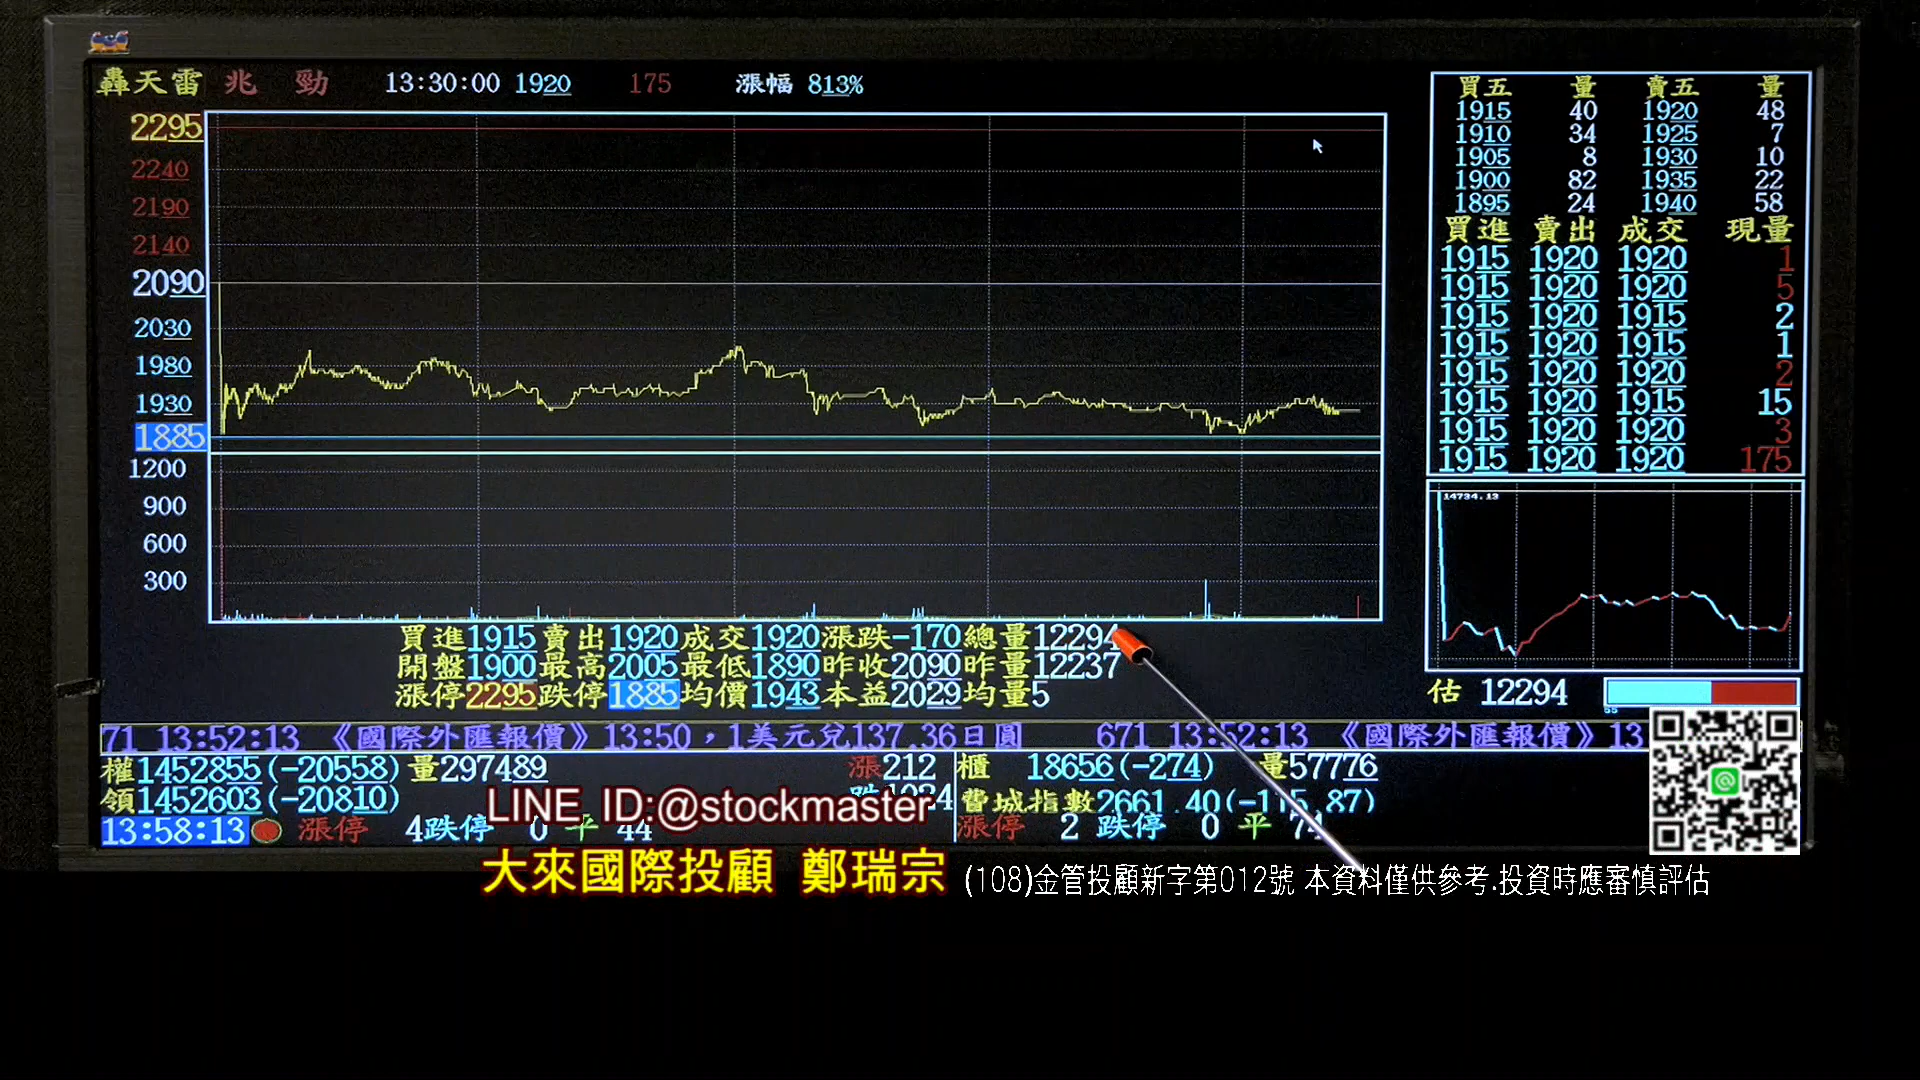 轟天雷 兆 勁 13:30:00 1920 175 漲幅 813%
2295
2240
2190
2140
2090
2030
1980
1930
1885
1200
900
600
300
買五 量 賣五 量
1915 40 1920 48
1910 34 1925 7
1905 8 1930 10
1900 82 1935 22
1895 24 1940 58
買進 賣出 成交 現量
1915 1920 1920 1
1915 1920 1920 5
1915 1920 1915 2
1915 1920 1915 1
1915 1920 1920 2
1915 1920 1915 15
1915 1920 1920 3
1915 1920 1920 175
14734.13
估 12294
55
買進1915賣出1920成交1920漲跌-170總量12294
開盤1900最高2005最低1890昨收2090昨量12237
漲停2295跌停1885均價1943本益2029均量5
71 13:52:13 《國際外匯報價》13:50，1美元兌137.36日圓 671 13:52:13 《國際外匯報價》13
權1452855(-20558)量297489 漲212 櫃 18656(-274) 量57776
領1452603(-20810) 費城指數2661.40(-115.87)
13:58:13 漲停 4跌停 0 平 44 漲停 2 跌停 0 平
LINE ID:@stockmaster
大來國際投顧 鄭瑞宗 (108)金管投顧新字第012號 本資料僅供參考.投資時應審慎評估